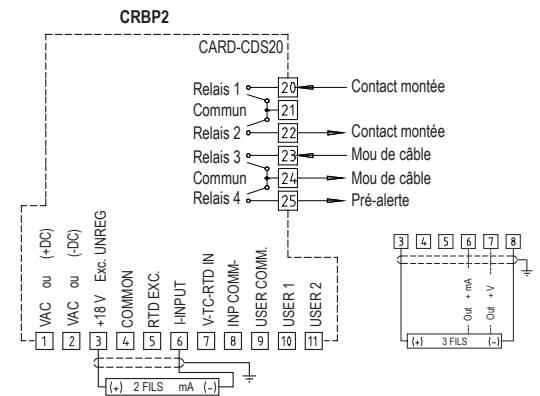 CRBP2
CARD-CDS20
Relais 1 20 Contact montée
Commun 21
Relais 2 22 Contact montée
Relais 3 23 Mou de câble
Commun 24 Mou de câble
Relais 4 25 Pré-alerte
VAC ou (+DC)
VAC ou (-DC)
+18 V Exc. UNREG
COMMON
RTD EXC.
I-INPUT
V-TC-RTD IN
INP COMM-
USER COMM.
USER 1
USER 2
1 2 3 4 5 6 7 8 9 10 11
(+) 2 FILS mA (-)
3 4 5 6 7 8
Out + mA
Out + V
(+) 3 FILS (-)